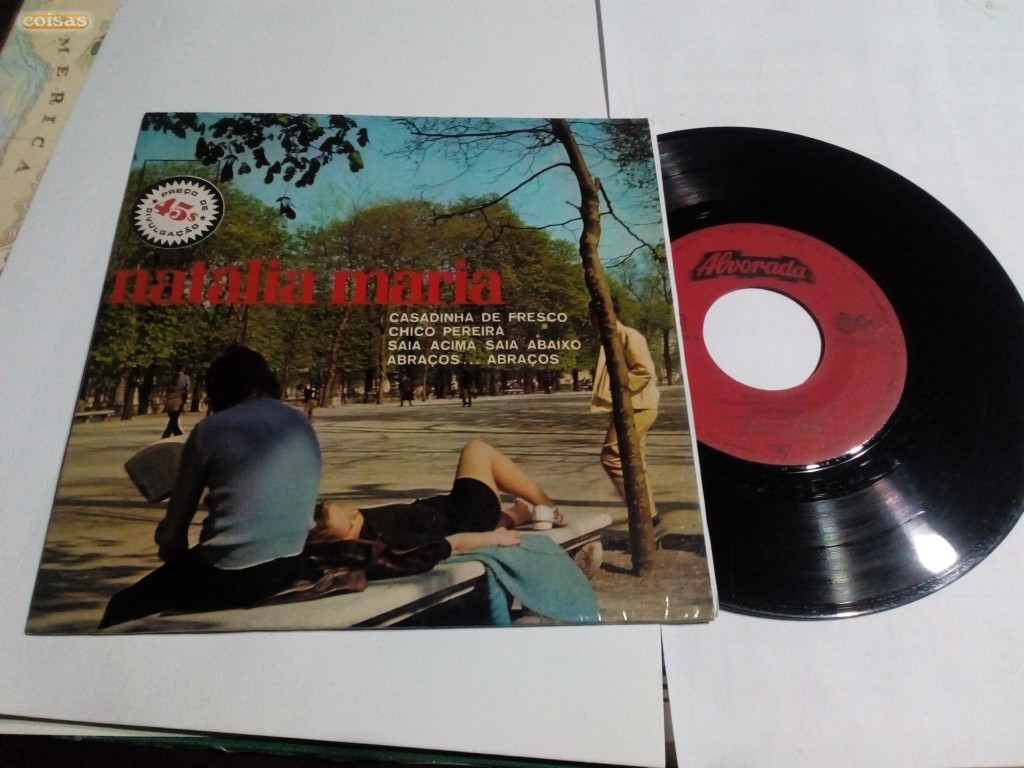 coisas
MERICA
PREÇO DE
45$
DIVULGAÇÃO
natália maria
CASADINHA DE FRESCO
CHICO PEREIRA
SAIA ACIMA SAIA ABAIXO
ABRAÇOS... ABRAÇOS
Alvorada